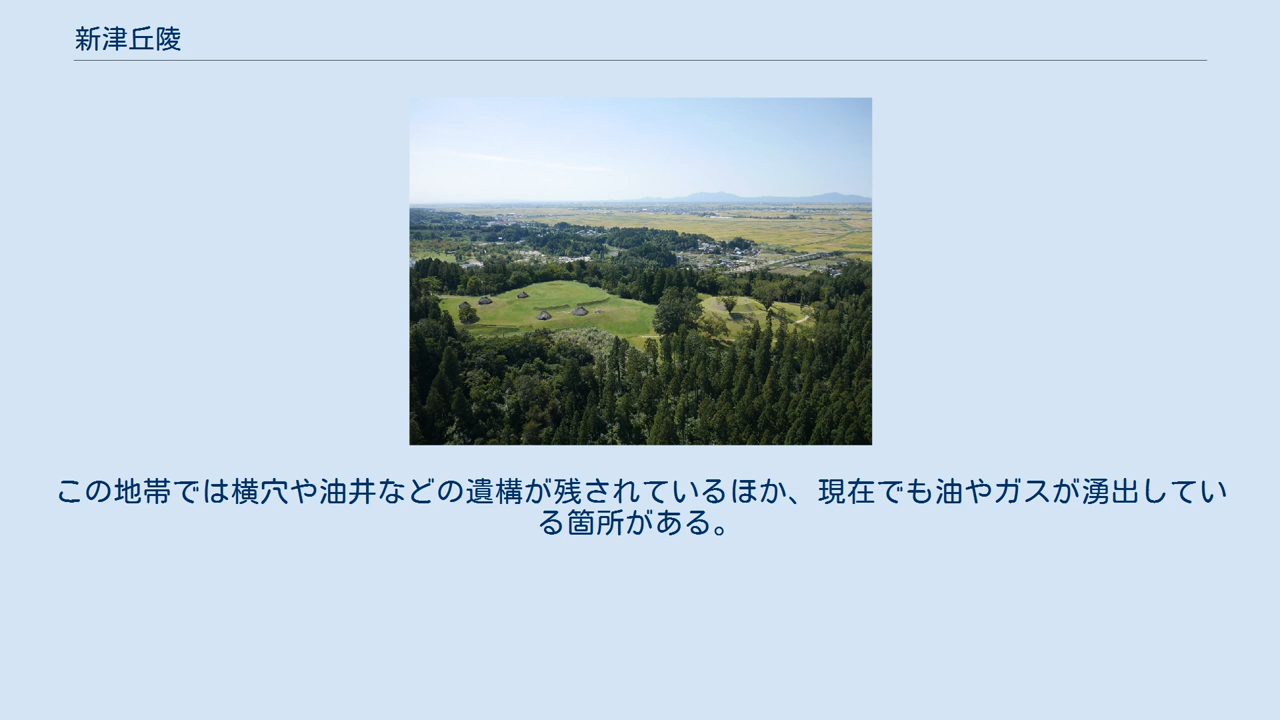 新津丘陵
この地帯では横穴や油井などの遺構が残されているほか、現在でも油やガスが湧出してい
る箇所がある。